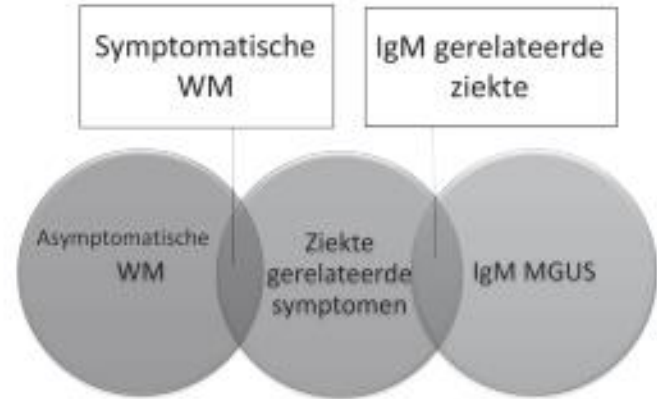 Symptomatische
WM
IgM gerelateerde
ziekte
Asymptomatische
WM
Ziekte
gerelateerde
symptomen
IgM MGUS